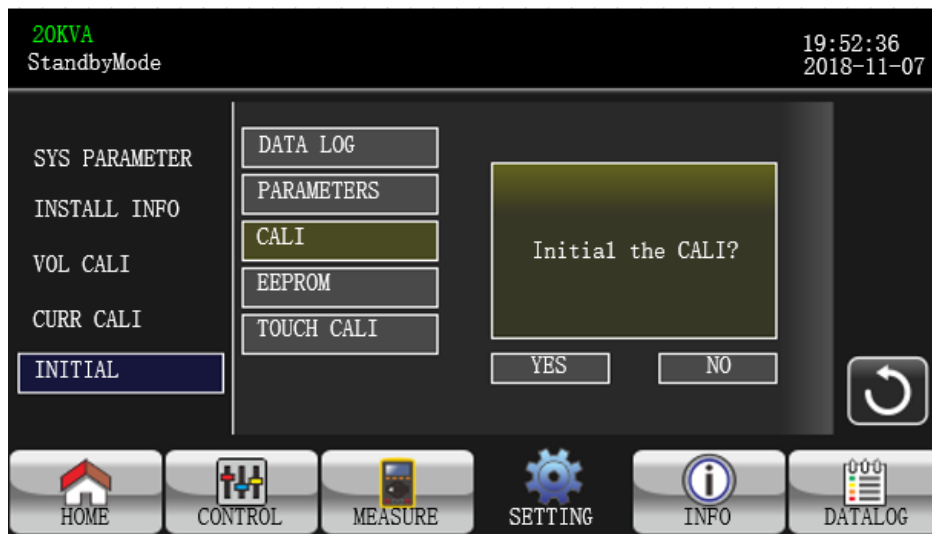 20KVA
StandbyMode
19:52:36
2018-11-07
SYS PARAMETER
INSTALL INFO
VOL CALI
CURR CALI
INITIAL
DATA LOG
PARAMETERS
CALI
EEPROM
TOUCH CALI
Initial the CALI?
YES
NO
HOME
CONTROL
MEASURE
SETTING
INFO
DATALOG